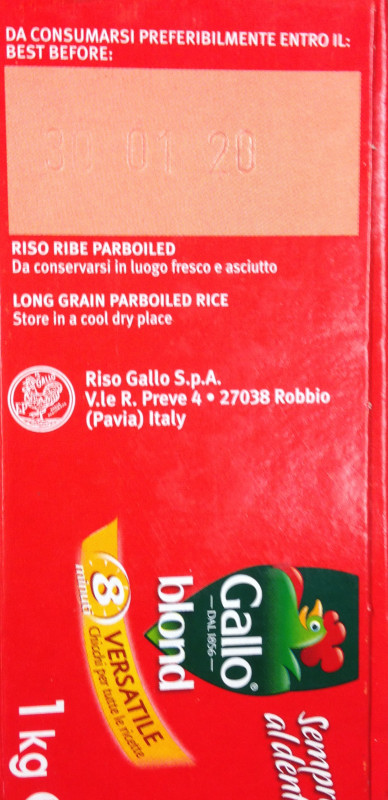 DA CONSUMARSI PREFERIBILMENTE ENTRO IL:
BEST BEFORE:
30 01 20
RISO RIBE PARBOILED
Da conservarsi in luogo fresco e asciutto
LONG GRAIN PARBOILED RICE
Store in a cool dry place
Riso Gallo S.p.A.
V.le R. Preve 4 • 27038 Robbio
(Pavia) Italy
Gallo®
—DAL 1856—
blond
8
minuti
VERSATILE
Chicchi per tutte le ricette
Sempr
al dent
1 kg e